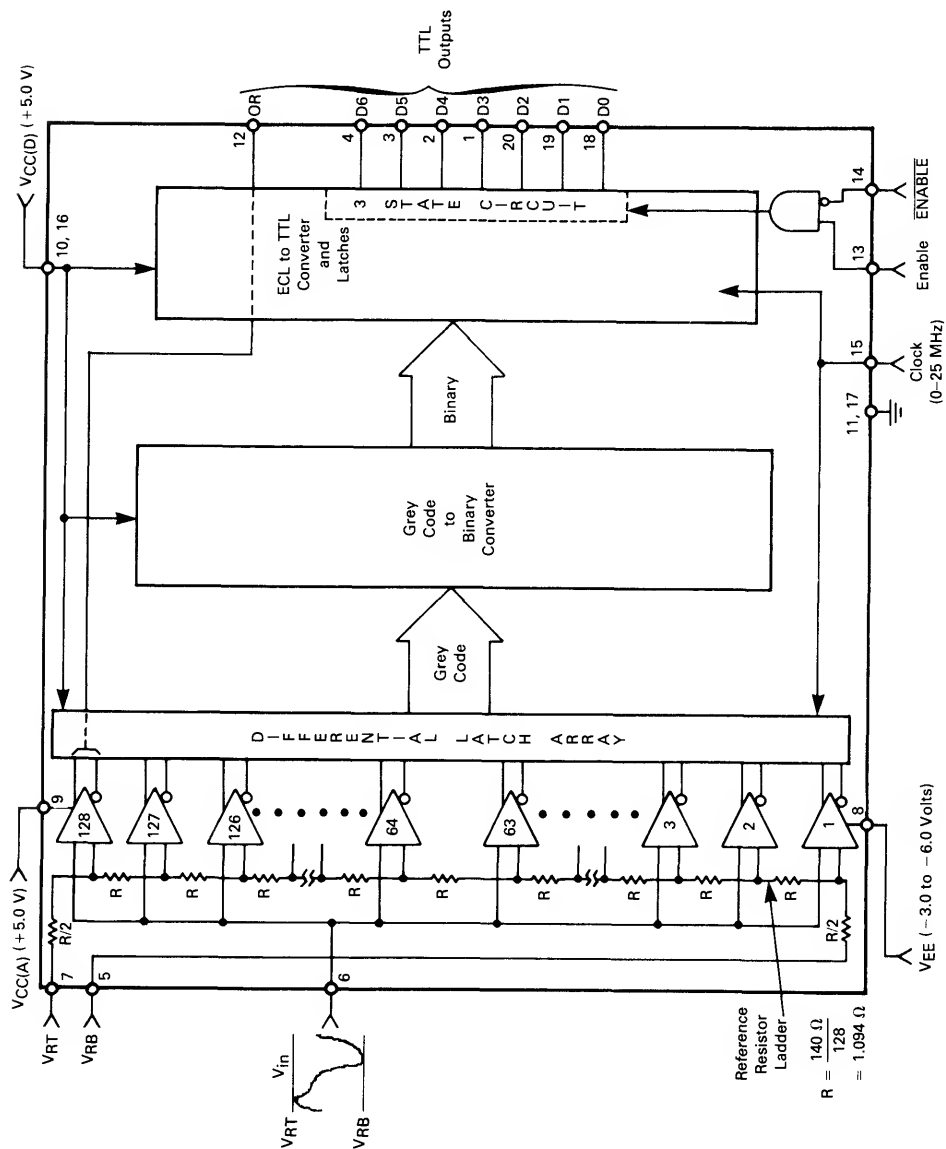 VCC(D) (+5.0 V)
10, 16
VCC(A) (+5.0 V)
9
VRT
7
VRB
5
6
Vin
VRT
VRB
R/2
R
R
R
R
R
R
R
R
R
R/2
128
127
126
64
63
3
2
1
8
VEE (−3.0 to −6.0 Volts)
Reference
Resistor
Ladder
R = 140 Ω
128
= 1.094 Ω
DIFFERENTIAL LATCH ARRAY
Grey
Code
Grey
Code
to
Binary
Converter
Binary
ECL to TTL
Converter
and
Latches
3 STATE CIRCUIT
12 OR
4 D6
3 D5
2 D4
1 D3
20 D2
19 D1
18 D0
TTL
Outputs
11, 17
15
Clock
(0–25 MHz)
13
Enable
14
ENABLE